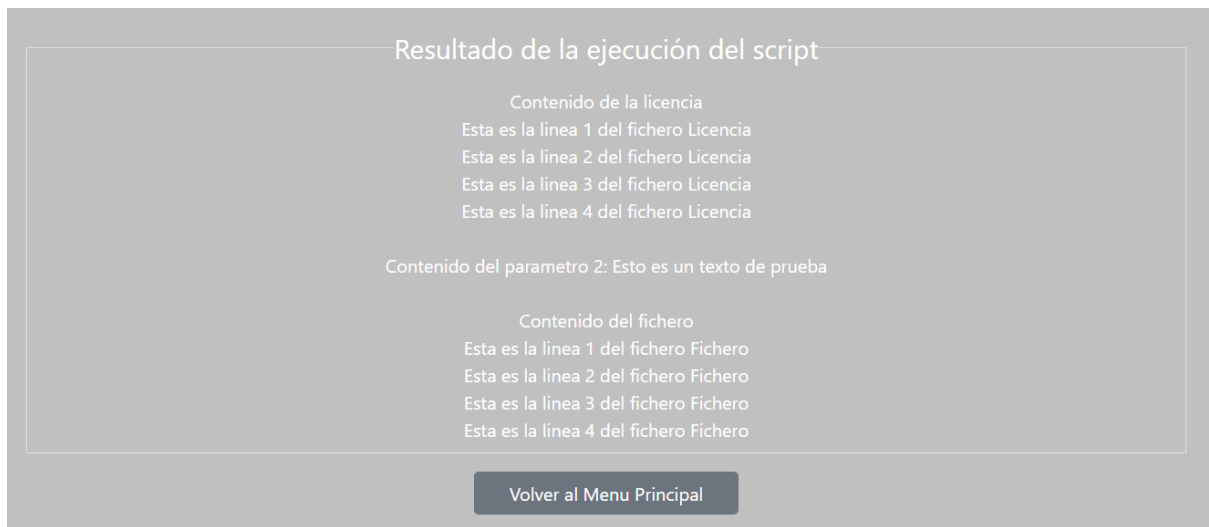 Resultado de la ejecución del script
Contenido de la licencia
Esta es la linea 1 del fichero Licencia
Esta es la linea 2 del fichero Licencia
Esta es la linea 3 del fichero Licencia
Esta es la linea 4 del fichero Licencia
Contenido del parametro 2: Esto es un texto de prueba
Contenido del fichero
Esta es la linea 1 del fichero Fichero
Esta es la linea 2 del fichero Fichero
Esta es la linea 3 del fichero Fichero
Esta es la linea 4 del fichero Fichero
Volver al Menu Principal